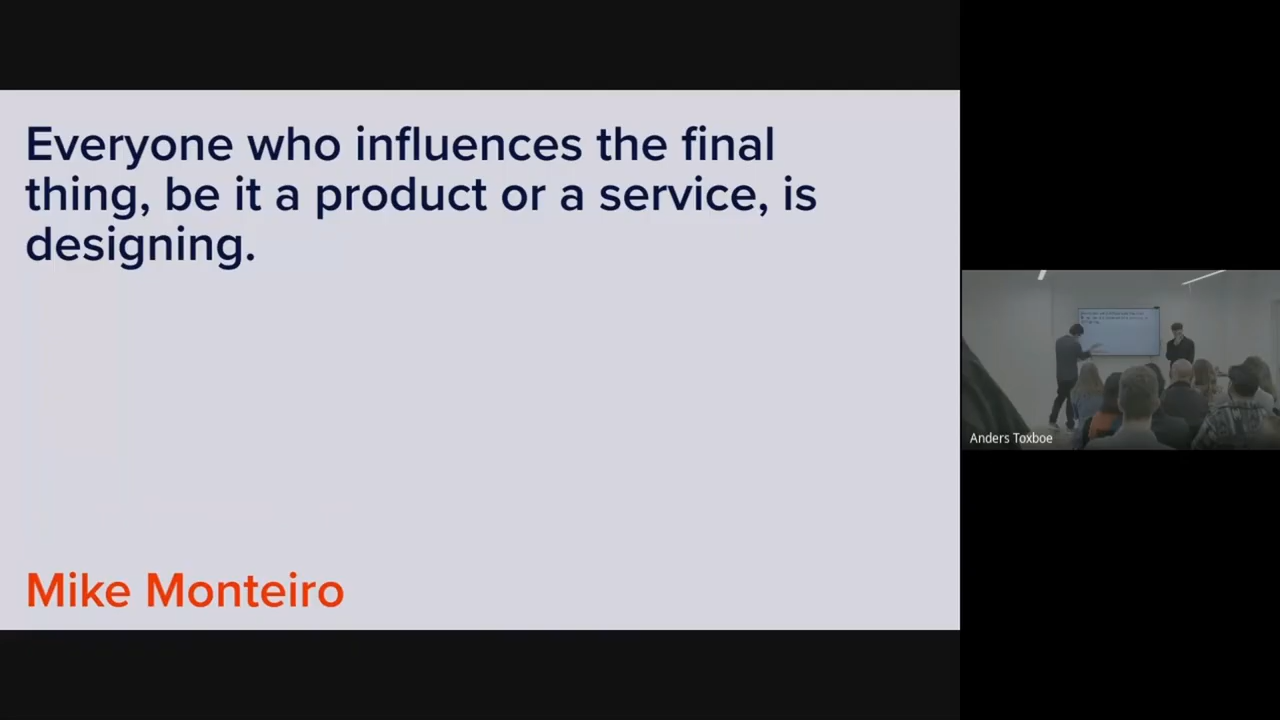 Everyone who influences the final
thing, be it a product or a service, is
designing.
Mike Monteiro
Anders Toxboe